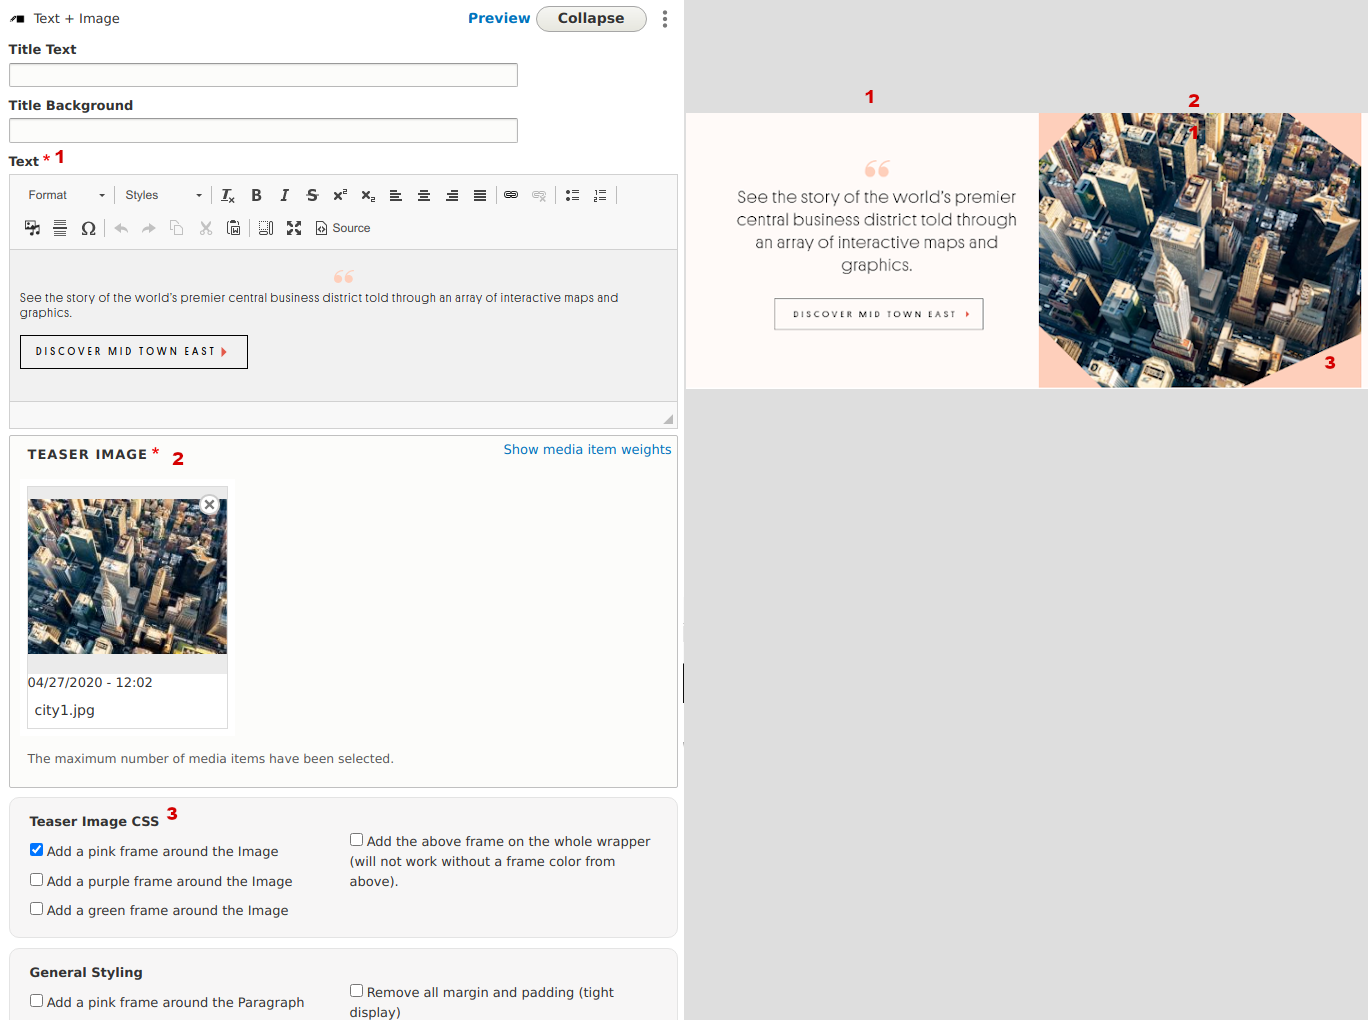 Text + Image
Preview
Collapse
Title Text
Title Background
Text * 1
Format
Styles
Source
“
See the story of the world’s premier central business district told through an array of interactive maps and
graphics.
DISCOVER MID TOWN EAST
TEASER IMAGE * 2
Show media item weights
04/27/2020 - 12:02
city1.jpg
The maximum number of media items have been selected.
Teaser Image CSS 3
Add a pink frame around the Image
Add a purple frame around the Image
Add a green frame around the Image
Add the above frame on the whole wrapper
(will not work without a frame color from
above).
General Styling
Add a pink frame around the Paragraph
Remove all margin and padding (tight
display)
1
2
1
“
See the story of the world’s premier
central business district told through
an array of interactive maps and
graphics.
DISCOVER MID TOWN EAST
3